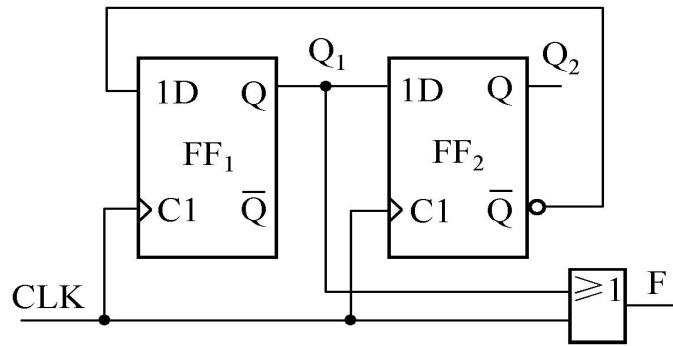 Q₁
Q₂
1D Q
1D Q
FF₁
FF₂
C1 Q̅
C1 Q̅
CLK
≥1
F